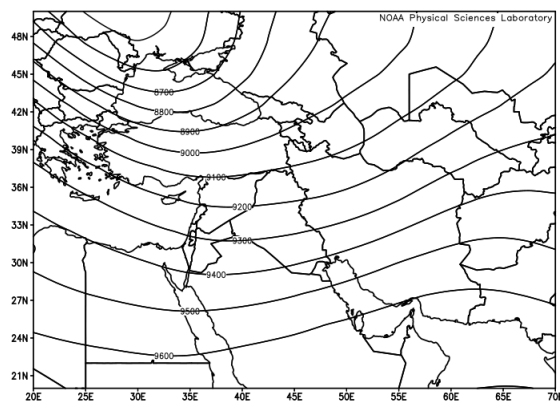 NOAA Physical Sciences Laboratory
48N
45N
8700
42N
8800
8900
39N
9000
9100
36N
9200
33N
9300
30N
9400
27N
9500
24N
9600
21N
20E 25E 30E 35E 40E 45E 50E 55E 60E 65E 70E